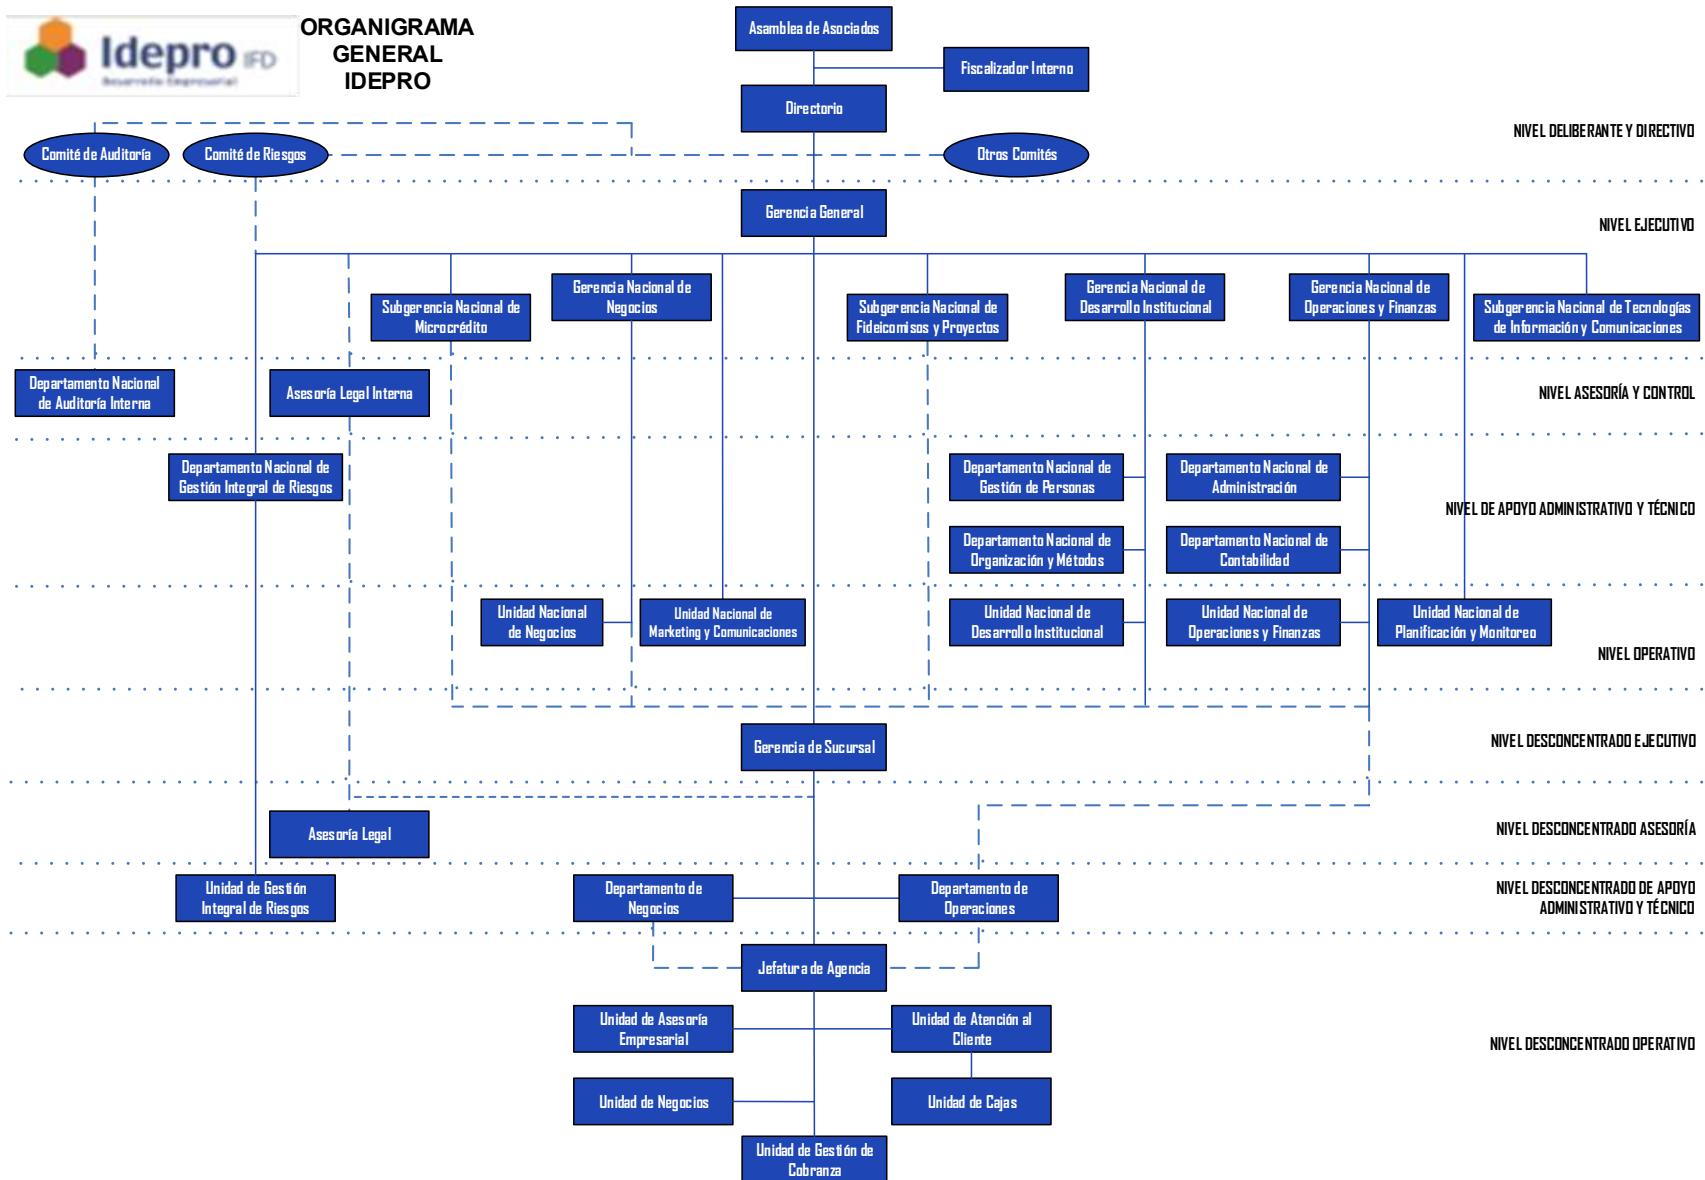 Idepro IFD
Desarrollo Empresarial
ORGANIGRAMA
GENERAL
IDEPRO
Asamblea de Asociados
Fiscalizador Interno
Directorio
NIVEL DELIBERANTE Y DIRECTIVO
Comité de Auditoría
Comité de Riesgos
Otros Comités
Gerencia General
NIVEL EJECUTIVO
Subgerencia Nacional de
Microcrédito
Gerencia Nacional de
Negocios
Subgerencia Nacional de
Fideicomisos y Proyectos
Gerencia Nacional de
Desarrollo Institucional
Gerencia Nacional de
Operaciones y Finanzas
Subgerencia Nacional de Tecnologías
de Información y Comunicaciones
Departamento Nacional
de Auditoría Interna
Asesoría Legal Interna
NIVEL ASESORÍA Y CONTROL
Departamento Nacional de
Gestión Integral de Riesgos
Departamento Nacional de
Gestión de Personas
Departamento Nacional de
Administración
NIVEL DE APOYO ADMINISTRATIVO Y TÉCNICO
Departamento Nacional de
Organización y Métodos
Departamento Nacional de
Contabilidad
Unidad Nacional
de Negocios
Unidad Nacional de
Marketing y Comunicaciones
Unidad Nacional de
Desarrollo Institucional
Unidad Nacional de
Operaciones y Finanzas
Unidad Nacional de
Planificación y Monitoreo
NIVEL OPERATIVO
Gerencia de Sucursal
NIVEL DESCONCENTRADO EJECUTIVO
Asesoría Legal
NIVEL DESCONCENTRADO ASESORÍA
Unidad de Gestión
Integral de Riesgos
Departamento de
Negocios
Departamento de
Operaciones
NIVEL DESCONCENTRADO DE APOYO
ADMINISTRATIVO Y TÉCNICO
Jefatura de Agencia
Unidad de Asesoría
Empresarial
Unidad de Atención al
Cliente
NIVEL DESCONCENTRADO OPERATIVO
Unidad de Negocios
Unidad de Cajas
Unidad de Gestión de
Cobranza